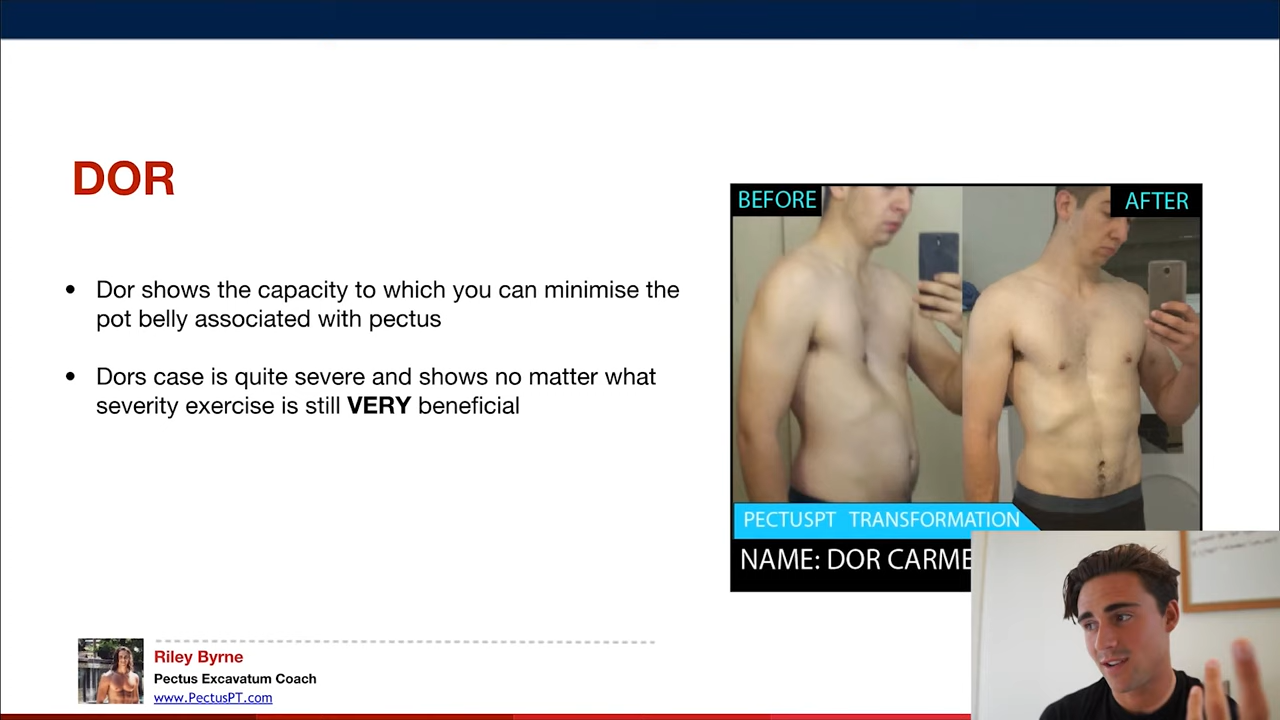 DOR
Dor shows the capacity to which you can minimise the
pot belly associated with pectus
Dors case is quite severe and shows no matter what
severity exercise is still VERY beneficial
BEFORE
AFTER
PECTUSPT TRANSFORMATION
NAME: DOR CARME
Riley Byrne
Pectus Excavatum Coach
www.PectusPT.com